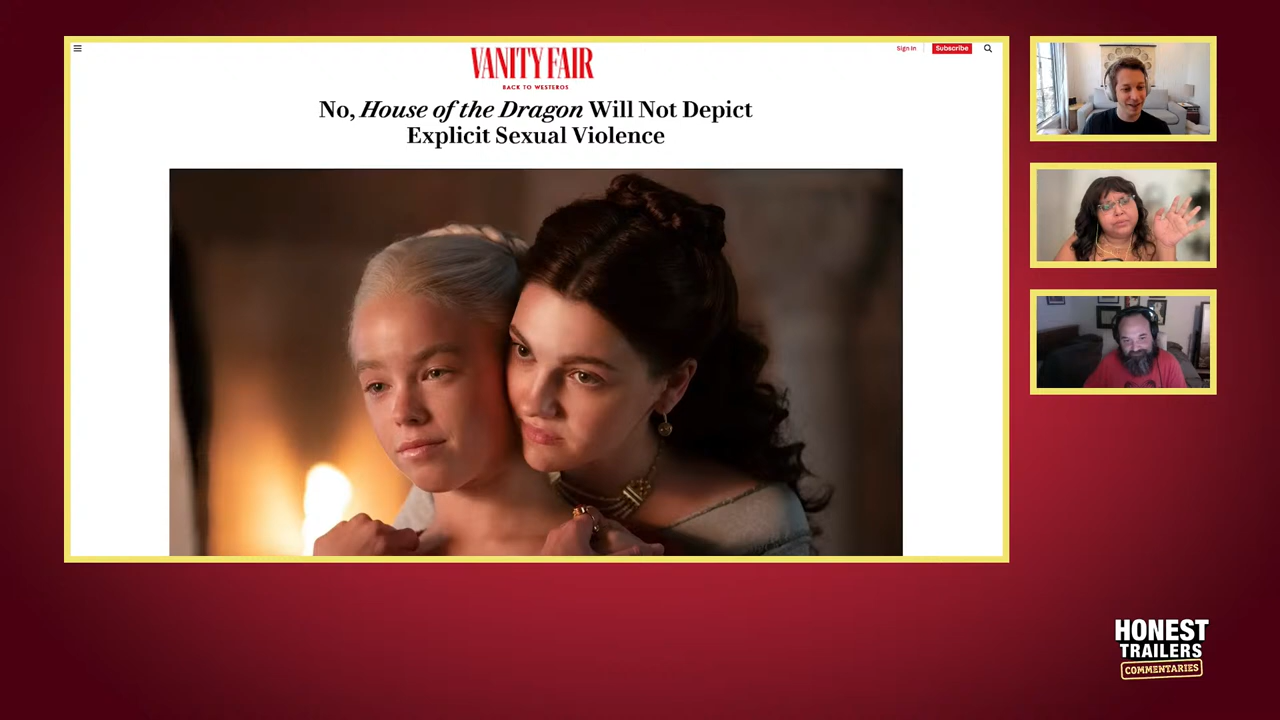 VANITY FAIR
Sign In
Subscribe
BACK TO WESTEROS
No, House of the Dragon Will Not Depict
Explicit Sexual Violence
HONEST
TRAILERS
COMMENTARIES